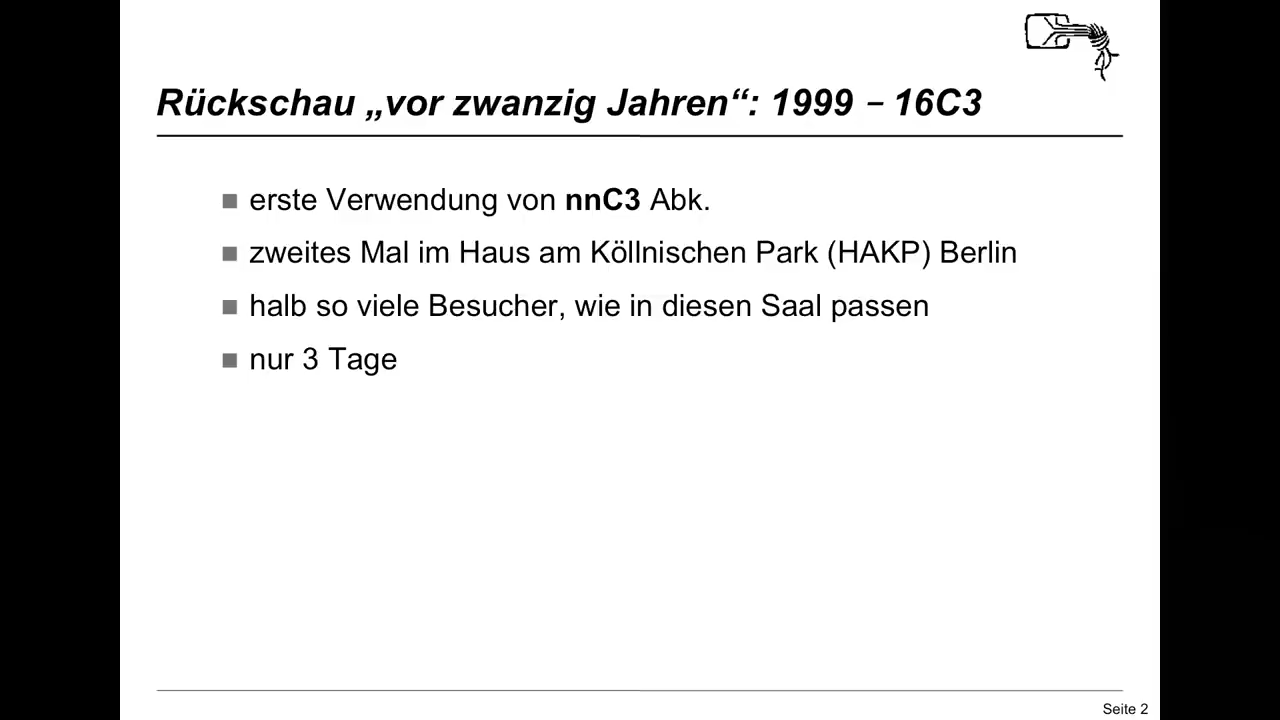 Rückschau „vor zwanzig Jahren“: 1999 – 16C3
erste Verwendung von nnC3 Abk.
zweites Mal im Haus am Köllnischen Park (HAKP) Berlin
halb so viele Besucher, wie in diesen Saal passen
nur 3 Tage
Seite 2